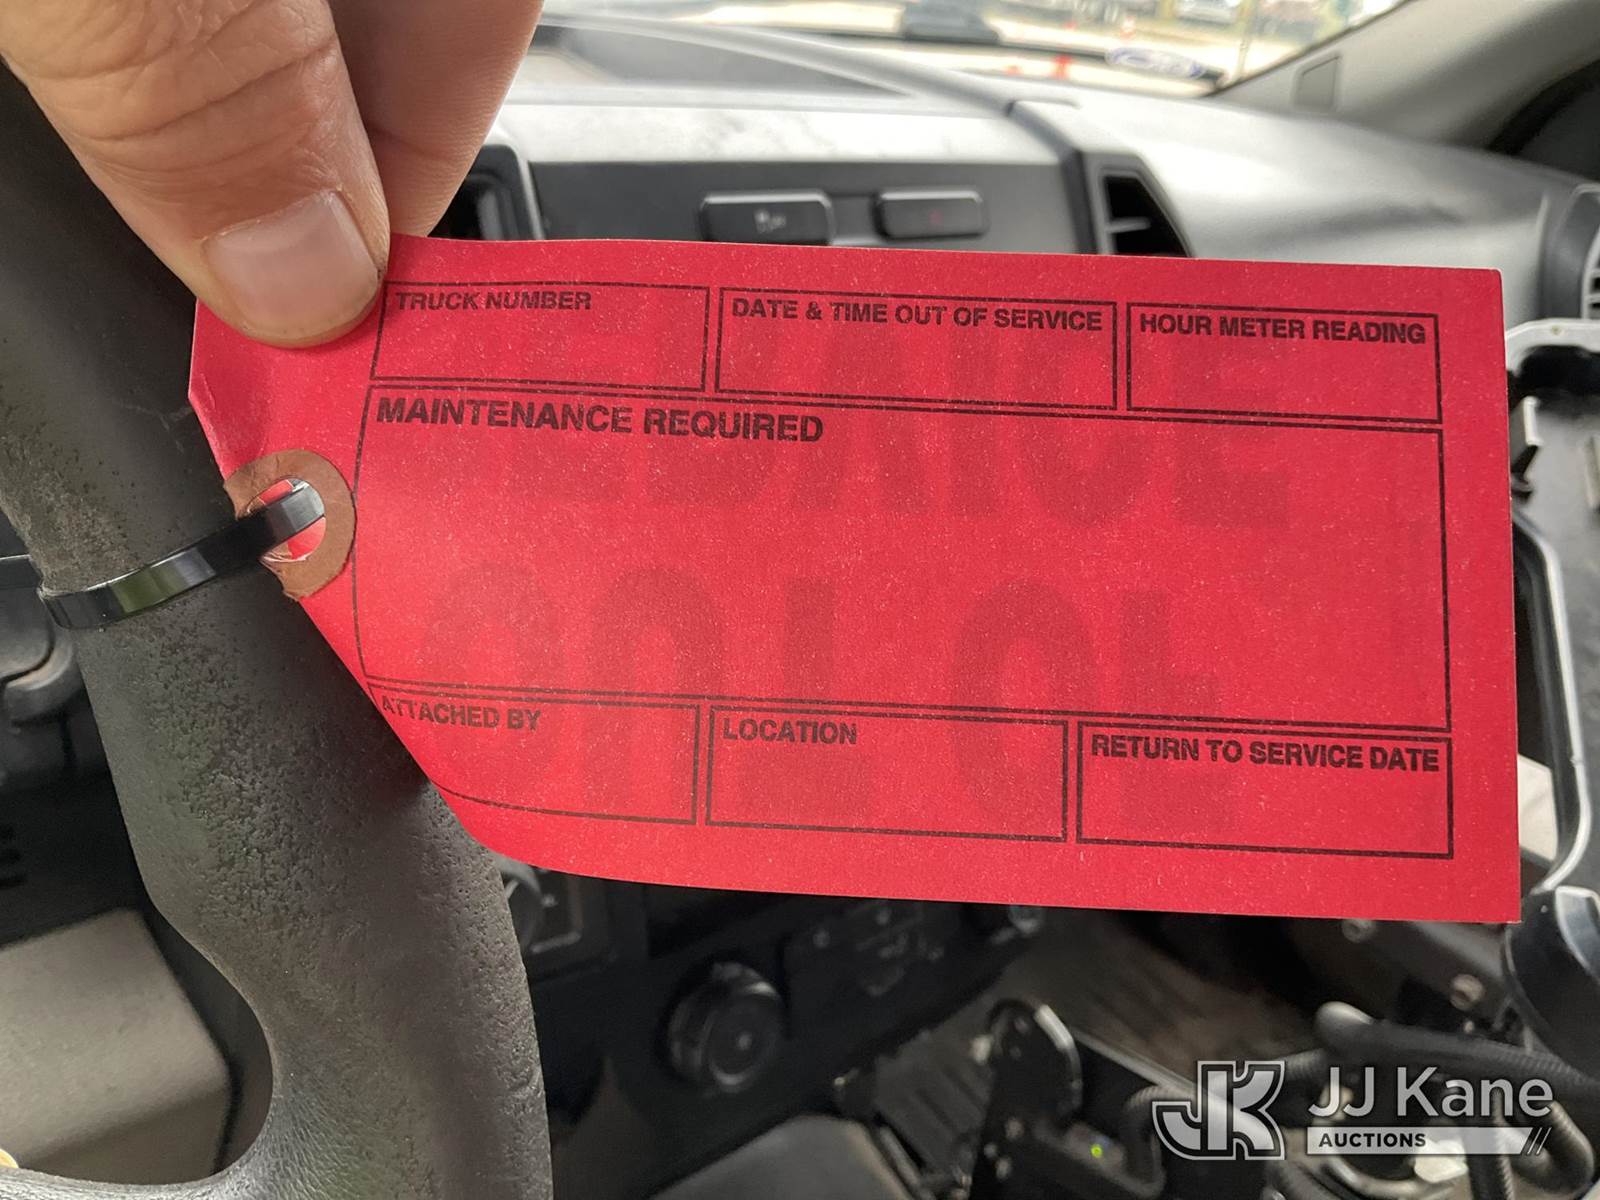 TRUCK NUMBER
DATE & TIME OUT OF SERVICE
HOUR METER READING
MAINTENANCE REQUIRED
ATTACHED BY
LOCATION
RETURN TO SERVICE DATE
JK JJ Kane
AUCTIONS